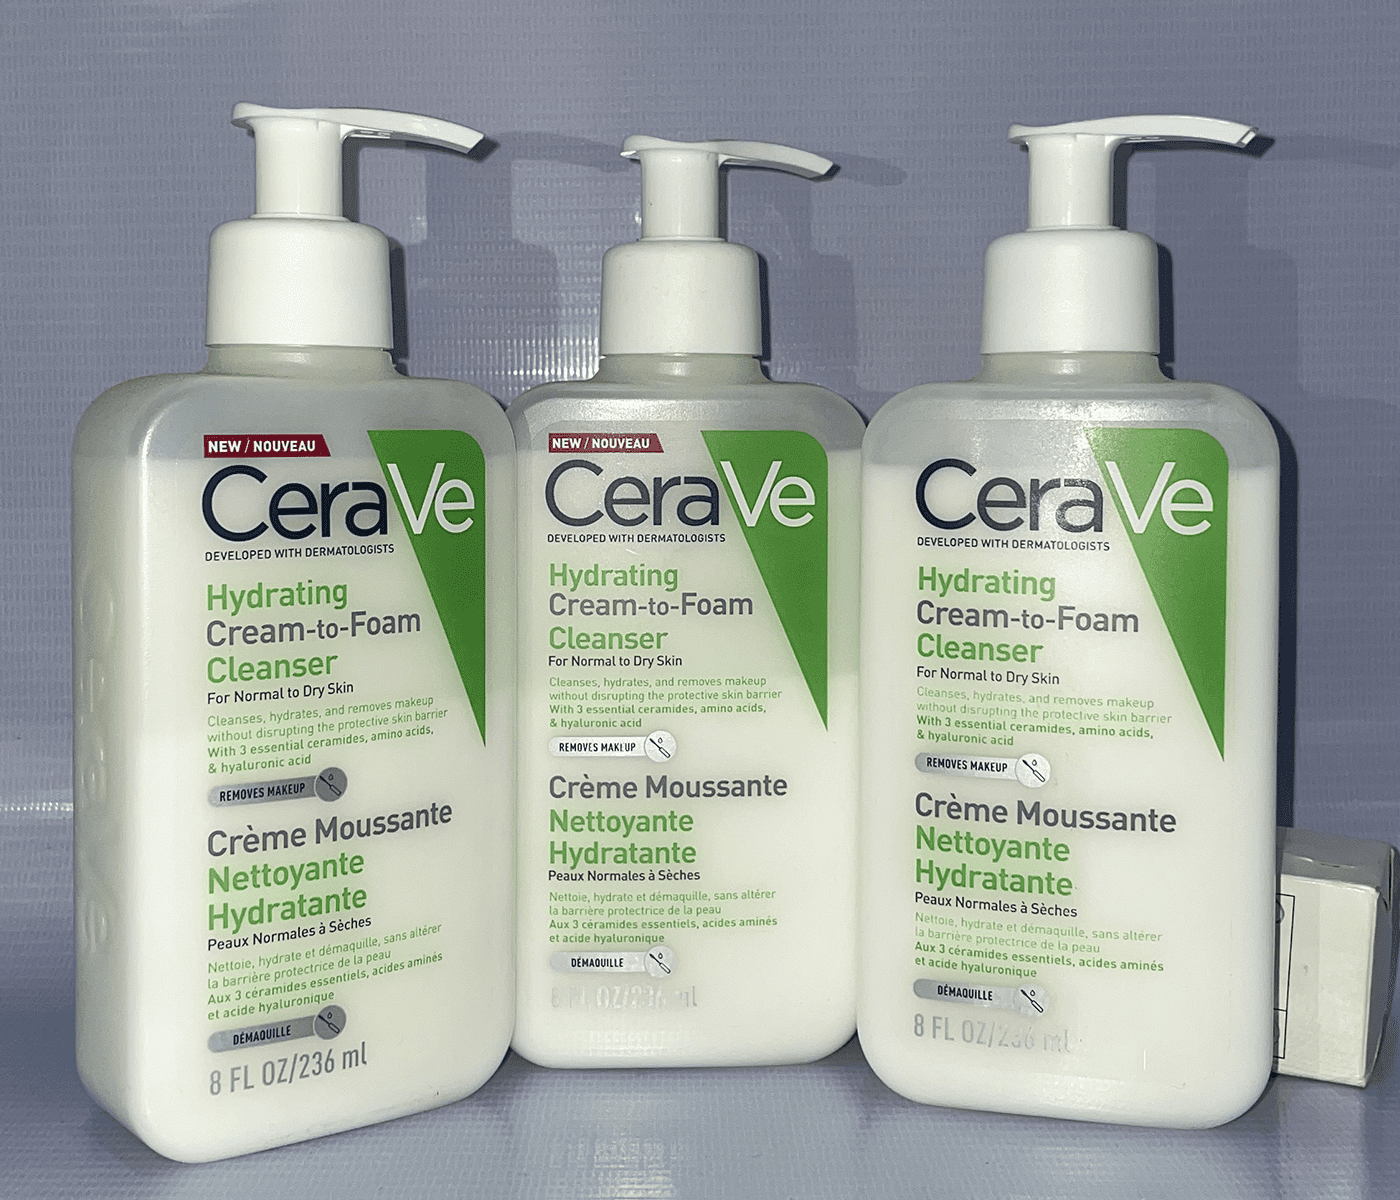 NEW / NOUVEAU
CeraVe
DEVELOPED WITH DERMATOLOGISTS
Hydrating
Cream-to-Foam
Cleanser
For Normal to Dry Skin
Cleanses, hydrates, and removes makeup
without disrupting the protective skin barrier
With 3 essential ceramides, amino acids,
& hyaluronic acid
REMOVES MAKEUP
Crème Moussante
Nettoyante
Hydratante
Peaux Normales à Sèches
Nettoie, hydrate et démaquille, sans altérer
la barrière protectrice de la peau
Aux 3 céramides essentiels, acides aminés
et acide hyaluronique
DÉMAQUILLE
8 FL OZ/236 ml
NEW / NOUVEAU
CeraVe
DEVELOPED WITH DERMATOLOGISTS
Hydrating
Cream-to-Foam
Cleanser
For Normal to Dry Skin
Cleanses, hydrates, and removes makeup
without disrupting the protective skin barrier
With 3 essential ceramides, amino acids,
& hyaluronic acid
REMOVES MAKEUP
Crème Moussante
Nettoyante
Hydratante
Peaux Normales à Sèches
Nettoie, hydrate et démaquille, sans altérer
la barrière protectrice de la peau
Aux 3 céramides essentiels, acides aminés
et acide hyaluronique
DÉMAQUILLE
8 FL OZ/236 ml
CeraVe
DEVELOPED WITH DERMATOLOGISTS
Hydrating
Cream-to-Foam
Cleanser
For Normal to Dry Skin
Cleanses, hydrates, and removes makeup
without disrupting the protective skin barrier
With 3 essential ceramides, amino acids,
& hyaluronic acid
REMOVES MAKEUP
Crème Moussante
Nettoyante
Hydratante
Peaux Normales à Sèches
Nettoie, hydrate et démaquille, sans altérer
la barrière protectrice de la peau
Aux 3 céramides essentiels, acides aminés
et acide hyaluronique
DÉMAQUILLE
8 FL OZ/236 ml